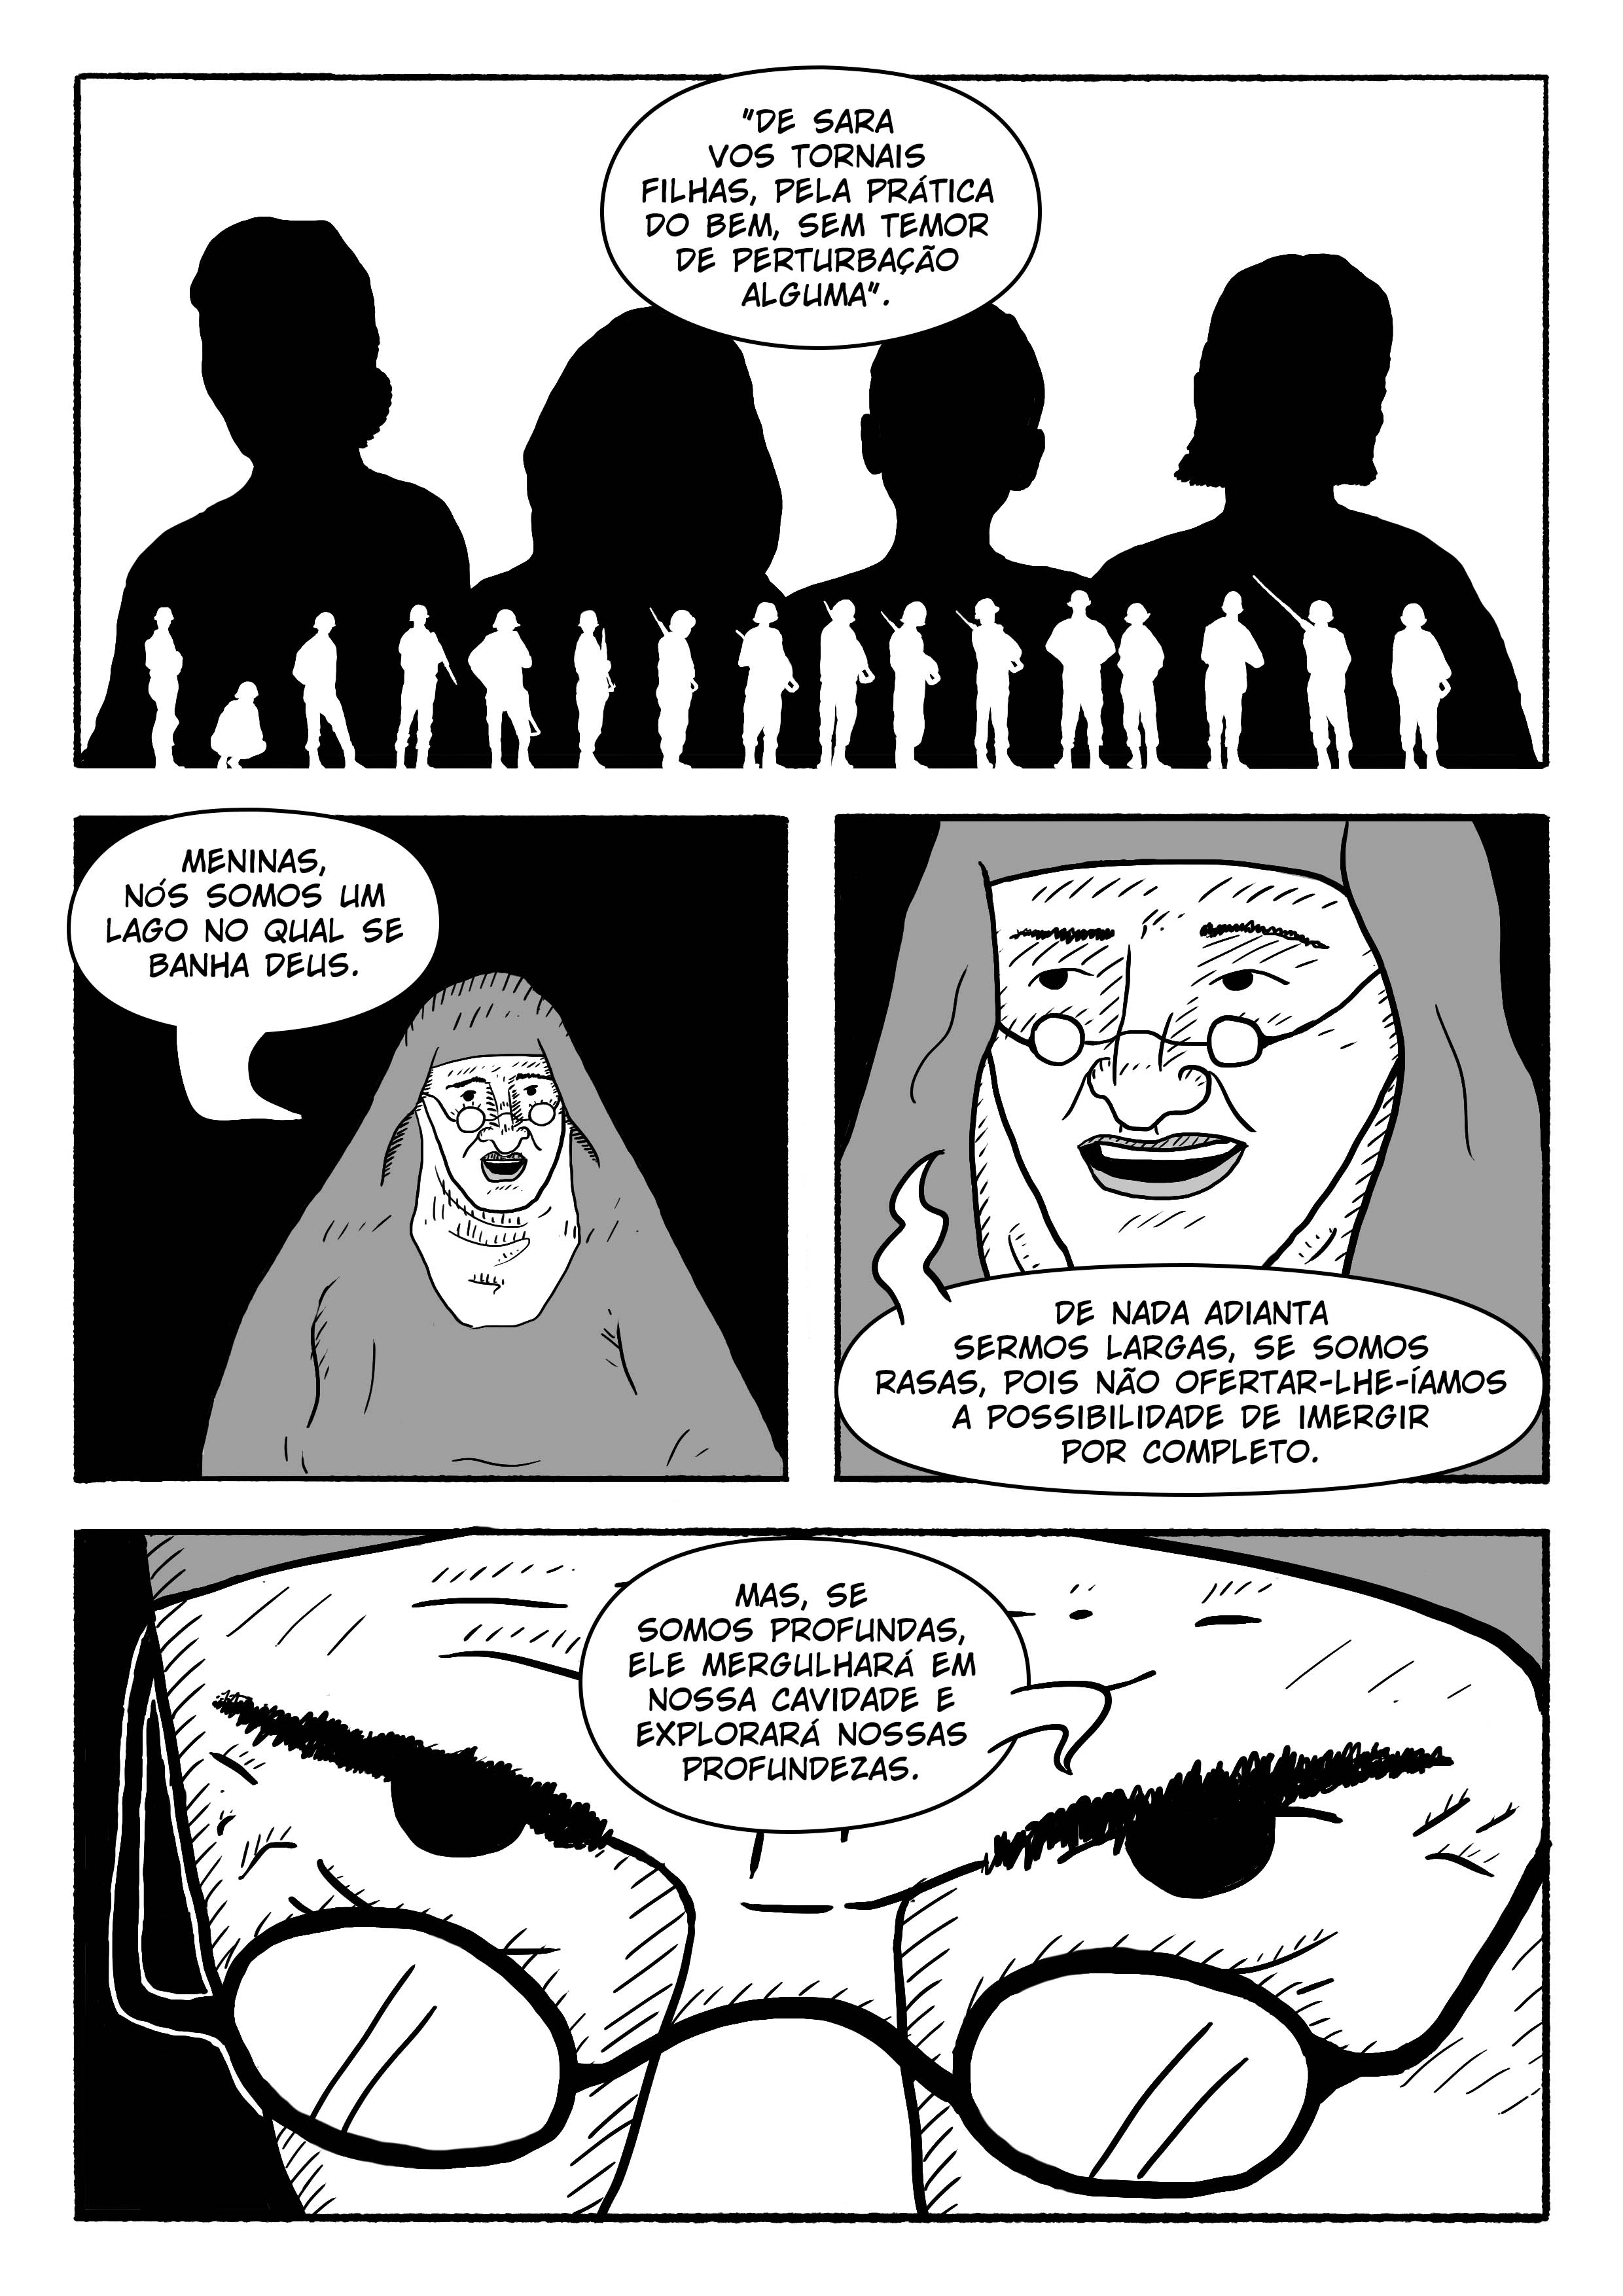 "DE SARA
VOS TORNAIS
FILHAS, PELA PRÁTICA
DO BEM, SEM TEMOR
DE PERTURBAÇÃO
ALGUMA".
MENINAS,
NÓS SOMOS UM
LAGO NO QUAL SE
BANHA DEUS.
DE NADA ADIANTA
SERMOS LARGAS, SE SOMOS
RASAS, POIS NÃO OFERTAR-LHE-ÍAMOS
A POSSIBILIDADE DE IMERGIR
POR COMPLETO.
MAS, SE
SOMOS PROFUNDAS,
ELE MERGULHARÁ EM
NOSSA CAVIDADE E
EXPLORARÁ NOSSAS
PROFUNDEZAS.